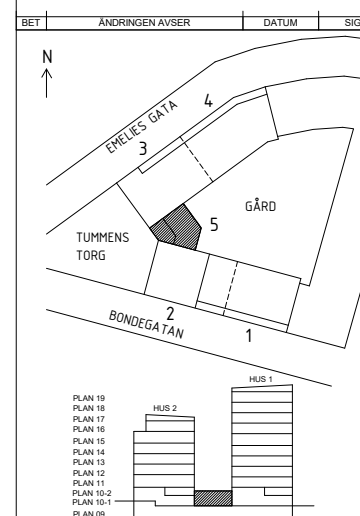 BET ÄNDRINGEN AVSER DATUM SIG
N
EMELIES GATA
4
3
GÅRD
5
TUMMENS
TORG
2
BONDEGATAN
1
HUS 1
PLAN 19
PLAN 18 HUS 2
PLAN 17
PLAN 16
PLAN 15
PLAN 14
PLAN 13
PLAN 12
PLAN 11
PLAN 10-2
PLAN 10-1
PLAN 09